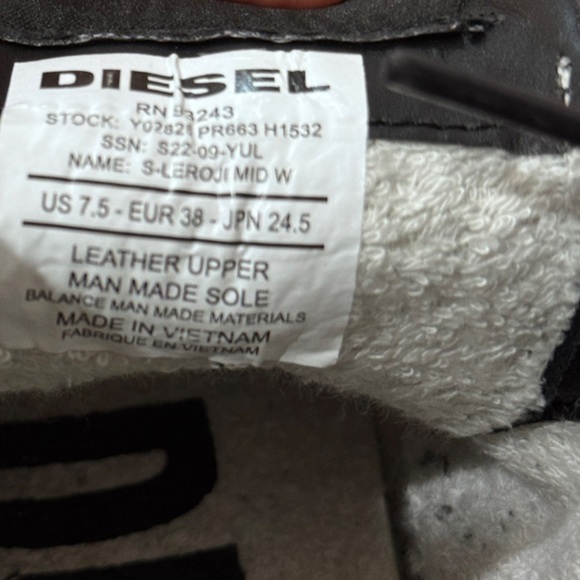 DIESEL
RN 93243
STOCK: Y02828 PR663 H1532
SSN: S22-09-YUL
NAME: S-LEROJI MID W
US 7.5 - EUR 38 - JPN 24.5
LEATHER UPPER
MAN MADE SOLE
BALANCE MAN MADE MATERIALS
MADE IN VIETNAM
FABRIQUE EN VIETNAM